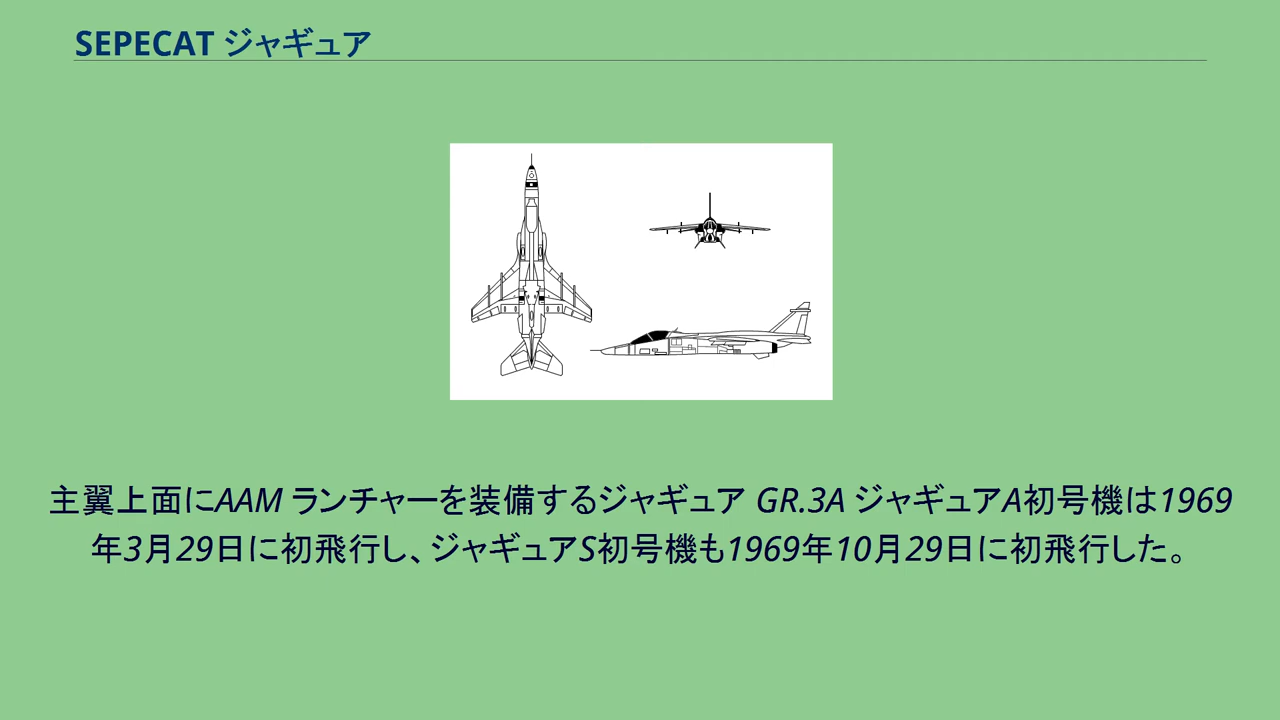 SEPECAT ジャギュア
主翼上面にAAM ランチャーを装備するジャギュア GR.3A ジャギュアA初号機は1969
年3月29日に初飛行し、ジャギュアS初号機も1969年10月29日に初飛行した。